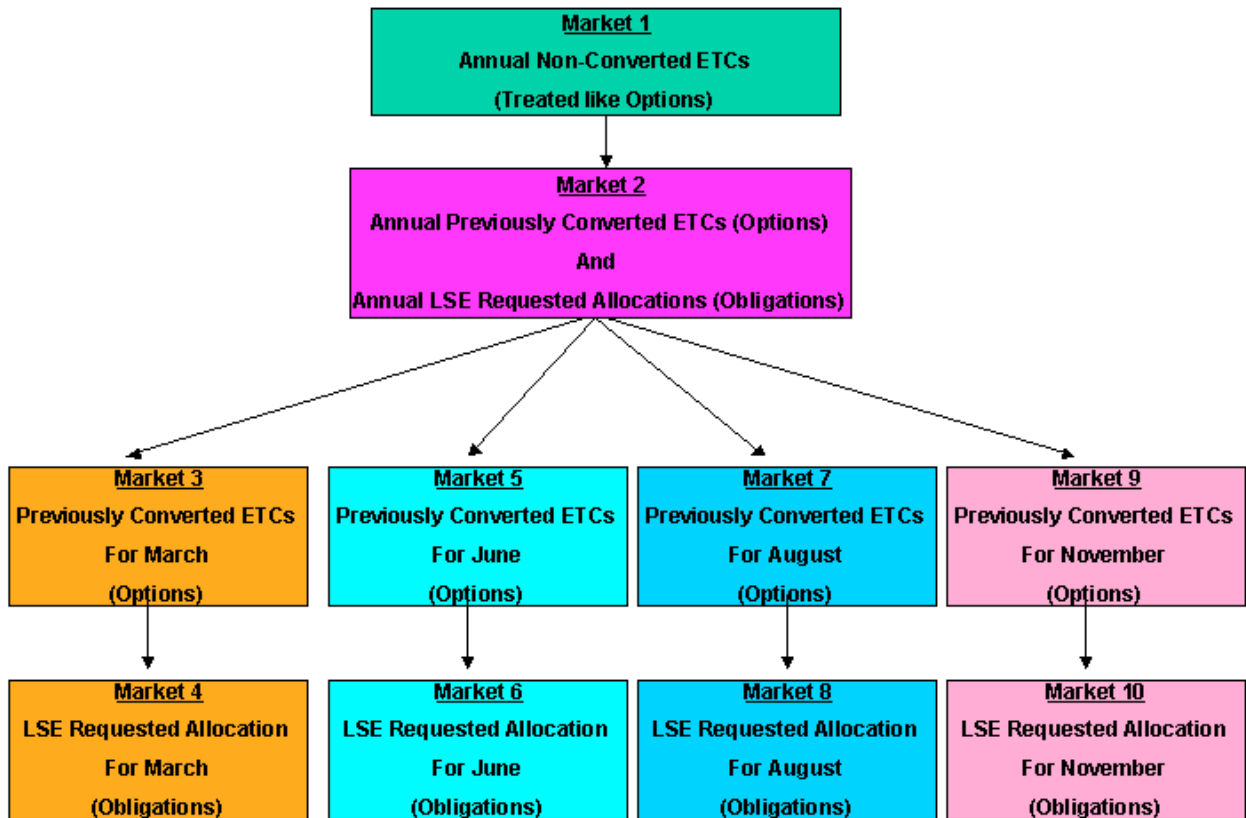 Market 1
Annual Non-Converted ETCs
(Treated like Options)
Market 2
Annual Previously Converted ETCs (Options)
And
Annual LSE Requested Allocations (Obligations)
Market 3
Previously Converted ETCs
For March
(Options)
Market 5
Previously Converted ETCs
For June
(Options)
Market 7
Previously Converted ETCs
For August
(Options)
Market 9
Previously Converted ETCs
For November
(Options)
Market 4
LSE Requested Allocation
For March
(Obligations)
Market 6
LSE Requested Allocation
For June
(Obligations)
Market 8
LSE Requested Allocation
For August
(Obligations)
Market 10
LSE Requested Allocation
For November
(Obligations)